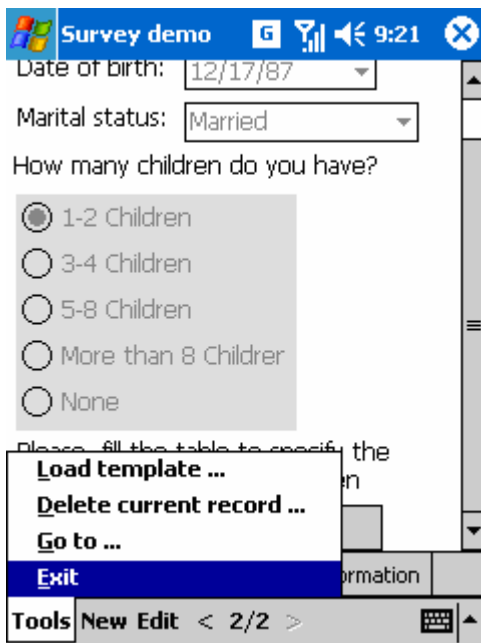 Survey demo G 9:21
Date of birth: 12/17/87
Marital status: Married
How many children do you have?
1-2 Children
3-4 Children
5-8 Children
More than 8 Childrer
None
Please, fill the table to specify the
Load template ...
Delete current record ...
Go to ...
Exit
Tools New Edit < 2/2 >